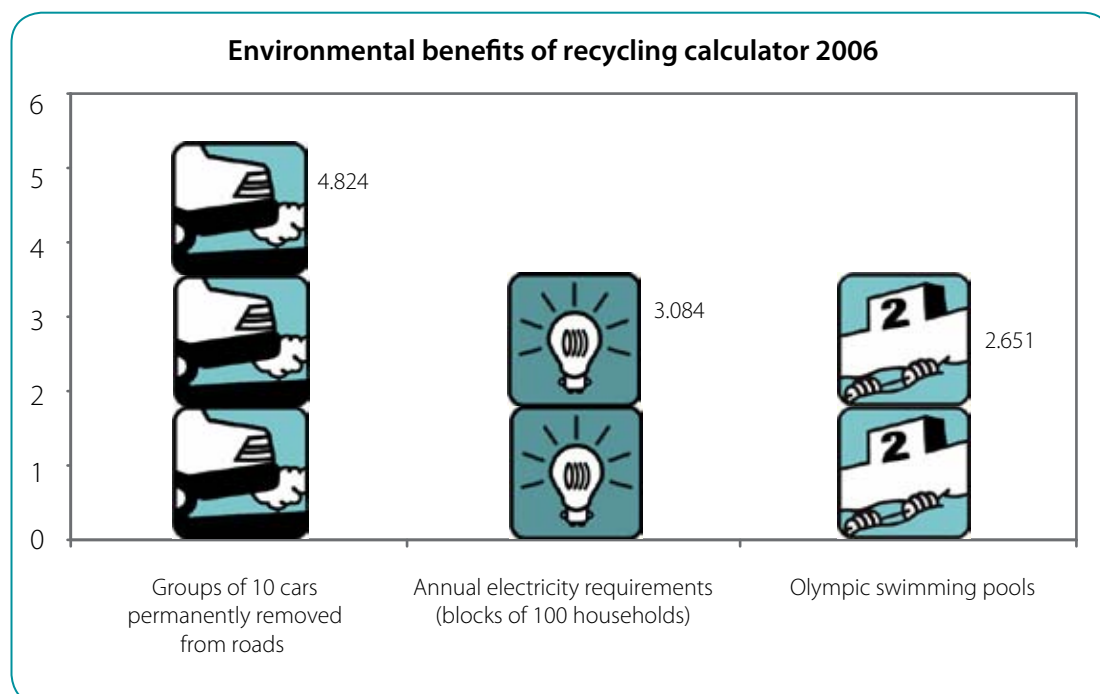 Environmental benefits of recycling calculator 2006
6
5
4
3
2
1
0
4.824
3.084
2.651
2
2
Groups of 10 cars
permanently removed
from roads
Annual electricity requirements
(blocks of 100 households)
Olympic swimming pools